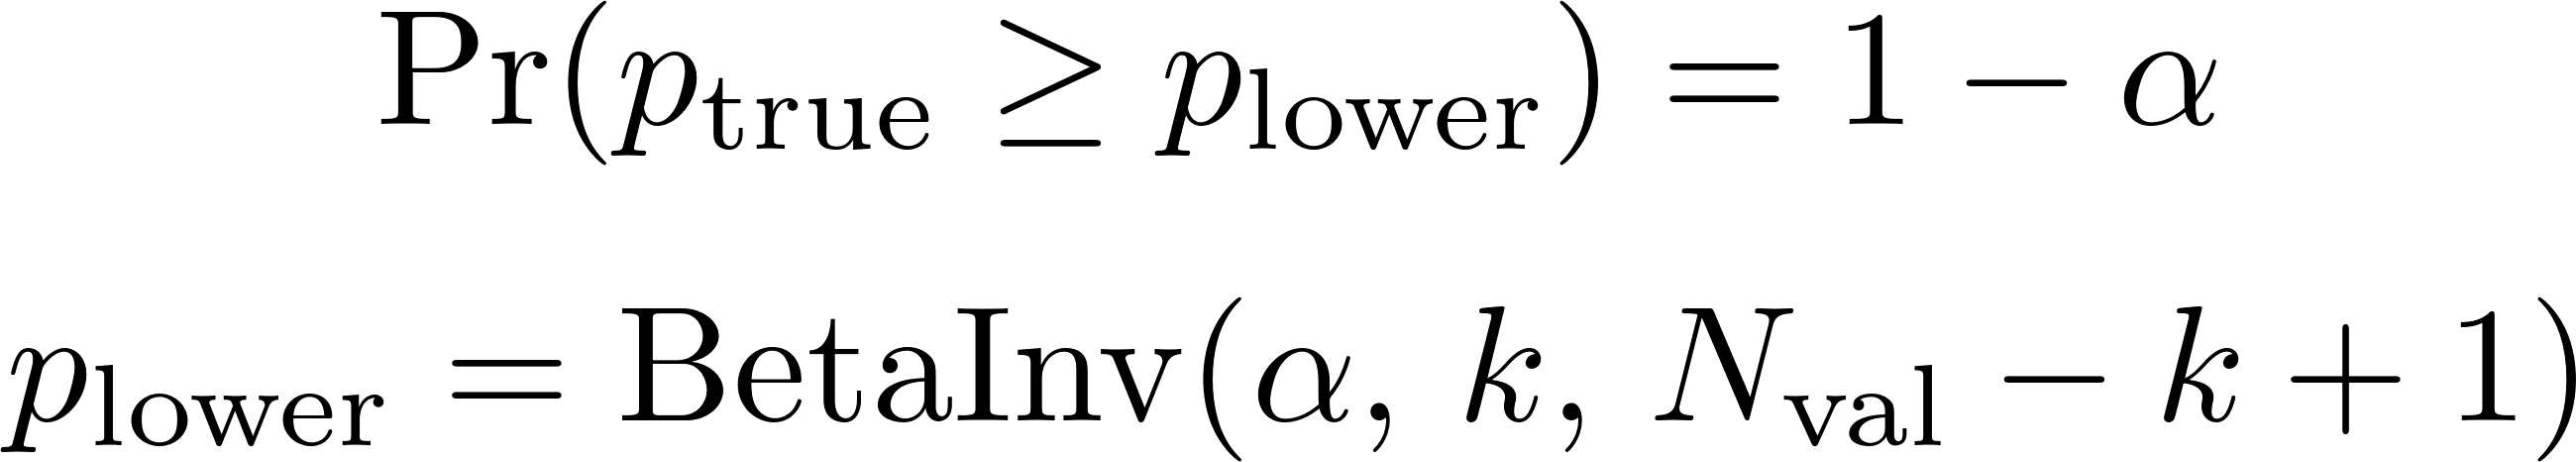 Pr(p_true ≥ p_lower) = 1 − α
p_lower = BetaInv(α, k, N_val − k + 1)